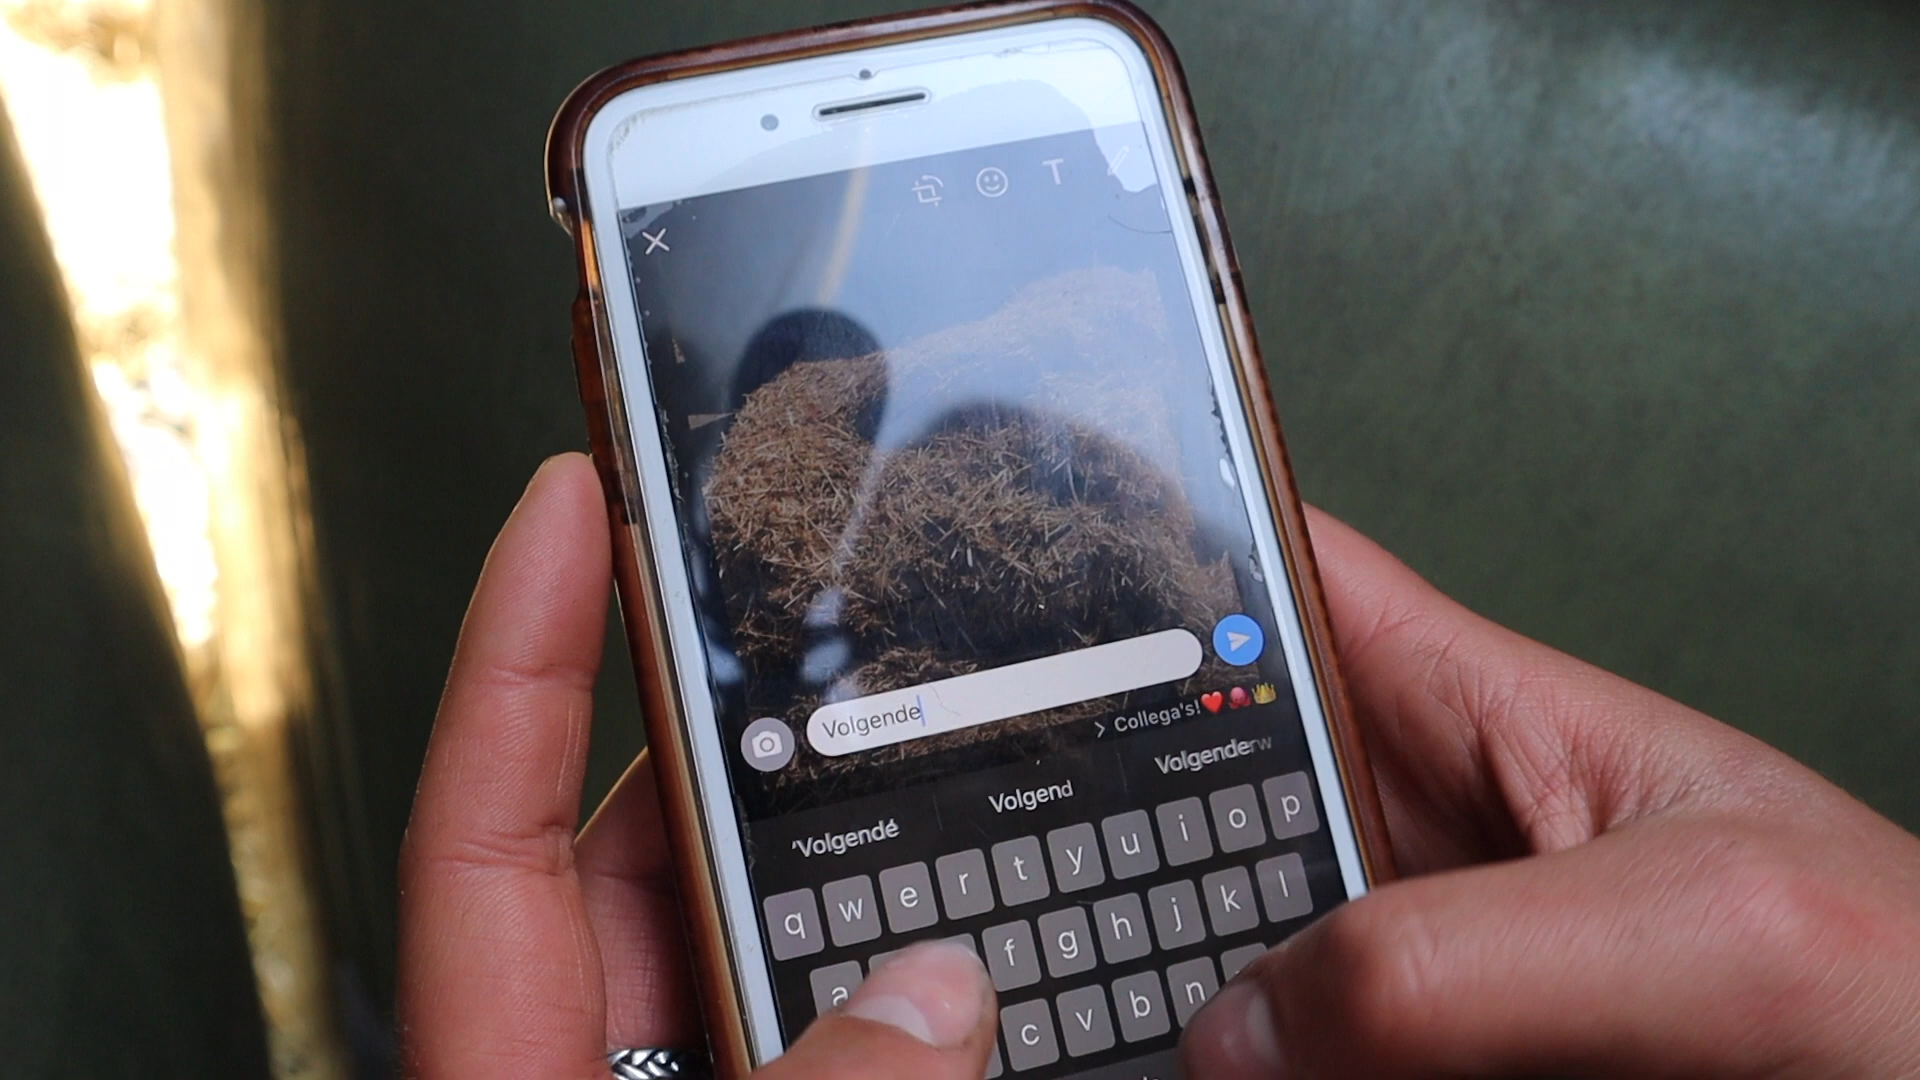 T
Volgende
> Collega's!❤️🐙👑
"Volgendé Volgend Volgenderw
q w e r t y u i o p
a f g h j k l
c v b n